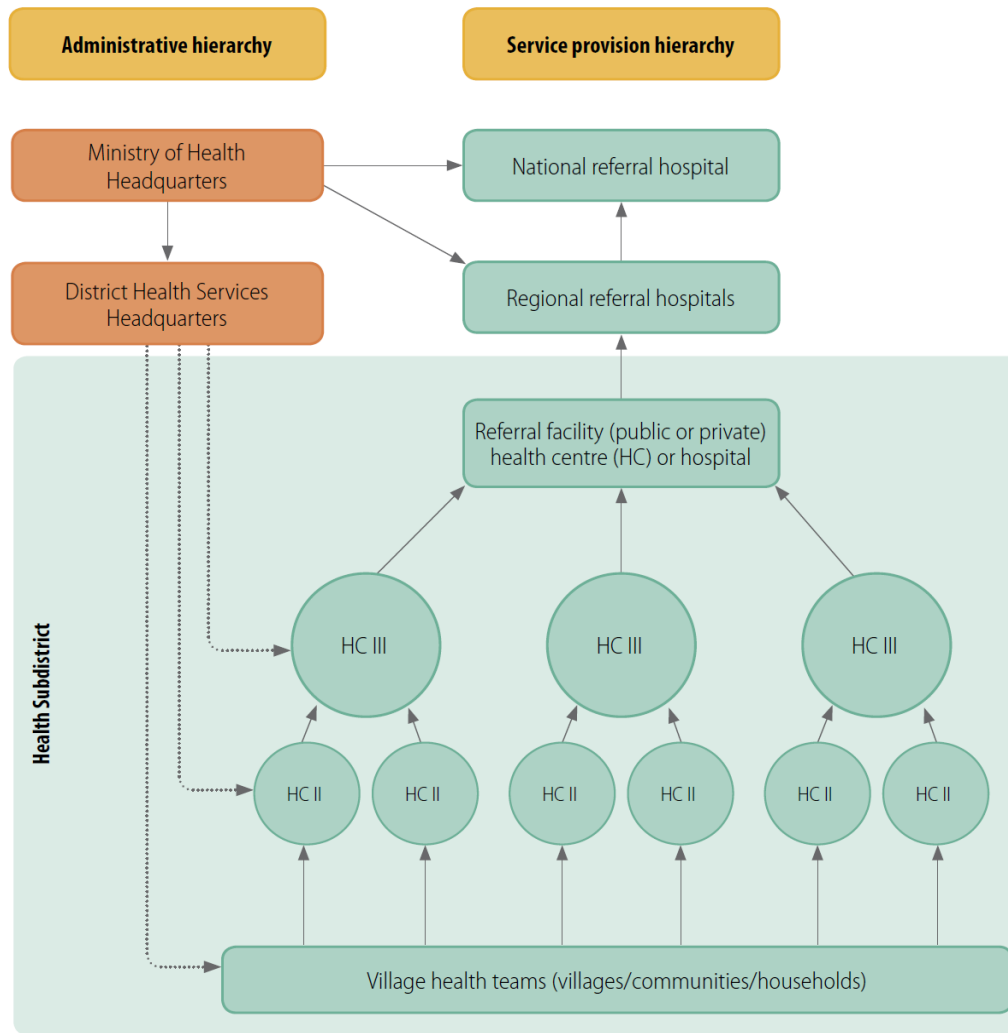 Administrative hierarchy
Service provision hierarchy
Ministry of Health
Headquarters
National referral hospital
District Health Services
Headquarters
Regional referral hospitals
Referral facility (public or private)
health centre (HC) or hospital
Health Subdistrict
HC III
HC III
HC III
HC II
HC II
HC II
HC II
HC II
HC II
Village health teams (villages/communities/households)